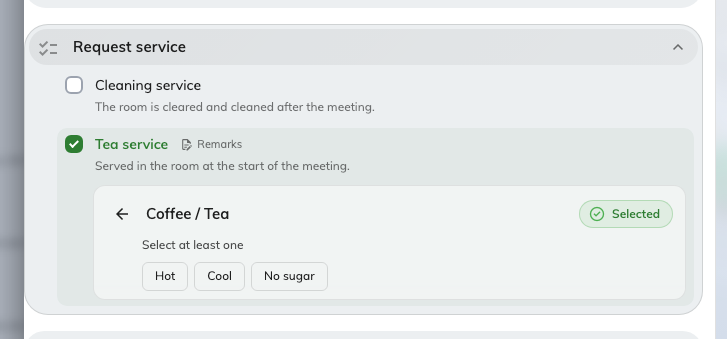 Request service
Cleaning service
The room is cleared and cleaned after the meeting.
Tea service Remarks
Served in the room at the start of the meeting.
Coffee / Tea Selected
Select at least one
Hot Cool No sugar